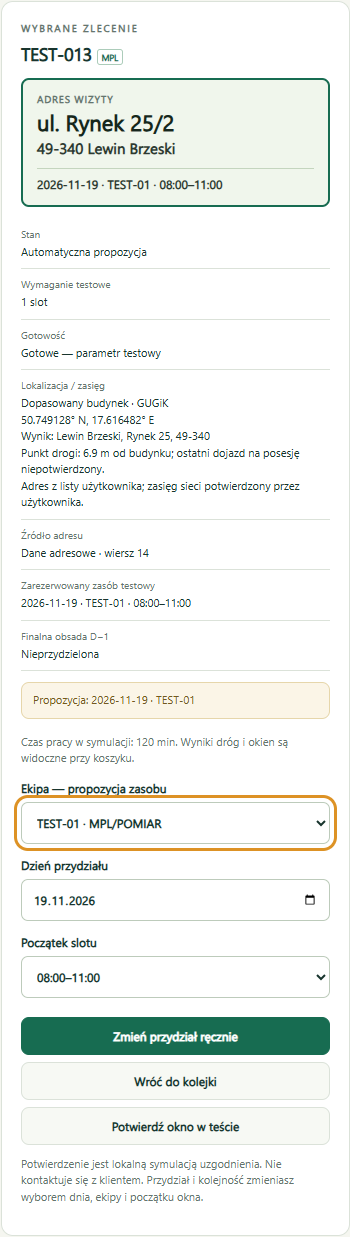 WYBRANE ZLECENIE
TEST-013 MPL
ADRES WIZYTY
ul. Rynek 25/2
49-340 Lewin Brzeski
2026-11-19 · TEST-01 · 08:00–11:00
Stan
Automatyczna propozycja
Wymaganie testowe
1 slot
Gotowość
Gotowe — parametr testowy
Lokalizacja / zasięg
Dopasowany budynek · GUGiK
50.749128° N, 17.616482° E
Wynik: Lewin Brzeski, Rynek 25, 49-340
Punkt drogi: 6.9 m od budynku; ostatni dojazd na posesję
niepotwierdzony.
Adres z listy użytkownika; zasięg sieci potwierdzony przez
użytkownika.
Źródło adresu
Dane adresowe · wiersz 14
Zarezerwowany zasób testowy
2026-11-19 · TEST-01 · 08:00–11:00
Finalna obsada D−1
Nieprzydzielona
Propozycja: 2026-11-19 · TEST-01
Czas pracy w symulacji: 120 min. Wyniki dróg i okien są
widoczne przy koszyku.
Ekipa — propozycja zasobu
TEST-01 · MPL/POMIAR
Dzień przydziału
19.11.2026
Początek slotu
08:00–11:00
Zmień przydział ręcznie
Wróć do kolejki
Potwierdź okno w teście
Potwierdzenie jest lokalną symulacją uzgodnienia. Nie
kontaktuje się z klientem. Przydział i kolejność zmieniasz
wyborem dnia, ekipy i początku okna.